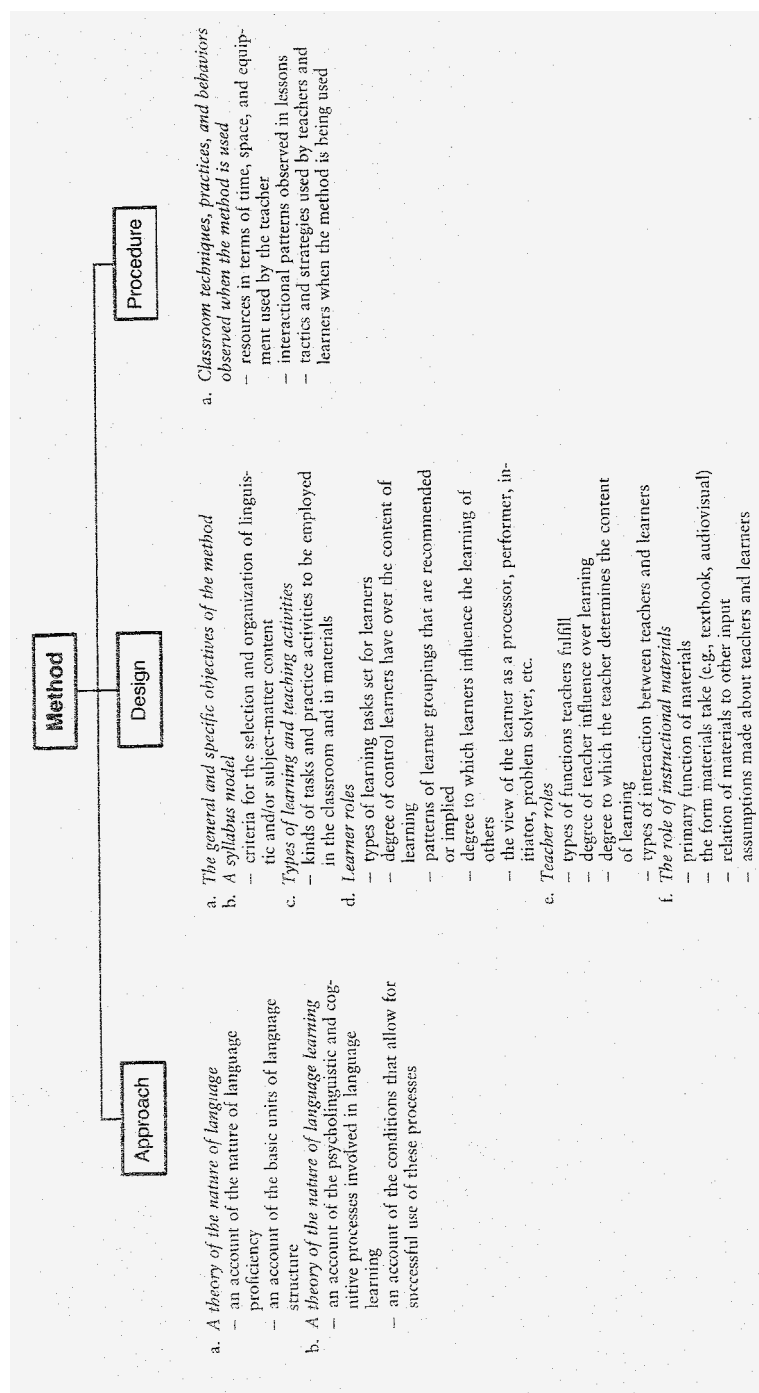 Method
Approach
Design
Procedure
a. A theory of the nature of language
– an account of the nature of language
proficiency
– an account of the basic units of language
structure
b. A theory of the nature of language learning
– an account of the psycholinguistic and cog-
nitive processes involved in language
learning
– an account of the conditions that allow for
successful use of these processes
a. The general and specific objectives of the method
b. A syllabus model
– criteria for the selection and organization of linguis-
tic and/or subject-matter content
c. Types of learning and teaching activities
– kinds of tasks and practice activities to be employed
in the classroom and in materials
d. Learner roles
– types of learning tasks set for learners
– degree of control learners have over the content of
learning
– patterns of learner groupings that are recommended
or implied
– degree to which learners influence the learning of
others
– the view of the learner as a processor, performer, in-
itiator, problem solver, etc.
e. Teacher roles
– types of functions teachers fulfill
– degree of teacher influence over learning
– degree to which the teacher determines the content
of learning
– types of interaction between teachers and learners
f. The role of instructional materials
– primary function of materials
– the form materials take (e.g., textbook, audiovisual)
– relation of materials to other input
– assumptions made about teachers and learners
a. Classroom techniques, practices, and behaviors
observed when the method is used
– resources in terms of time, space, and equip-
ment used by the teacher
– interactional patterns observed in lessons
– tactics and strategies used by teachers and
learners when the method is being used